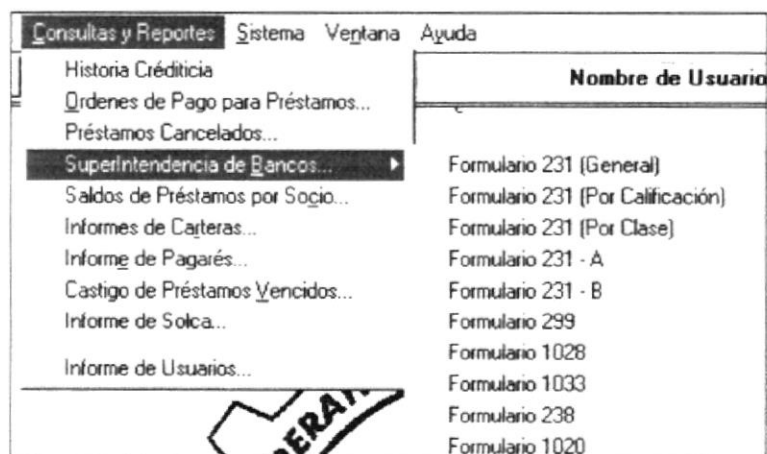 Consultas y Reportes Sistema Ventana Ayuda
Nombre de Usuario
Historia Créditicia
Ordenes de Pago para Préstamos...
Préstamos Cancelados...
SuperIntendencia de Bancos...
Saldos de Préstamos por Socio...
Informes de Carteras...
Informe de Pagarés...
Castigo de Préstamos Vencidos...
Informe de Solca...
Informe de Usuarios...
Formulario 231 (General)
Formulario 231 (Por Calificación)
Formulario 231 (Por Clase)
Formulario 231 - A
Formulario 231 - B
Formulario 299
Formulario 1028
Formulario 1033
Formulario 238
Formulario 1020